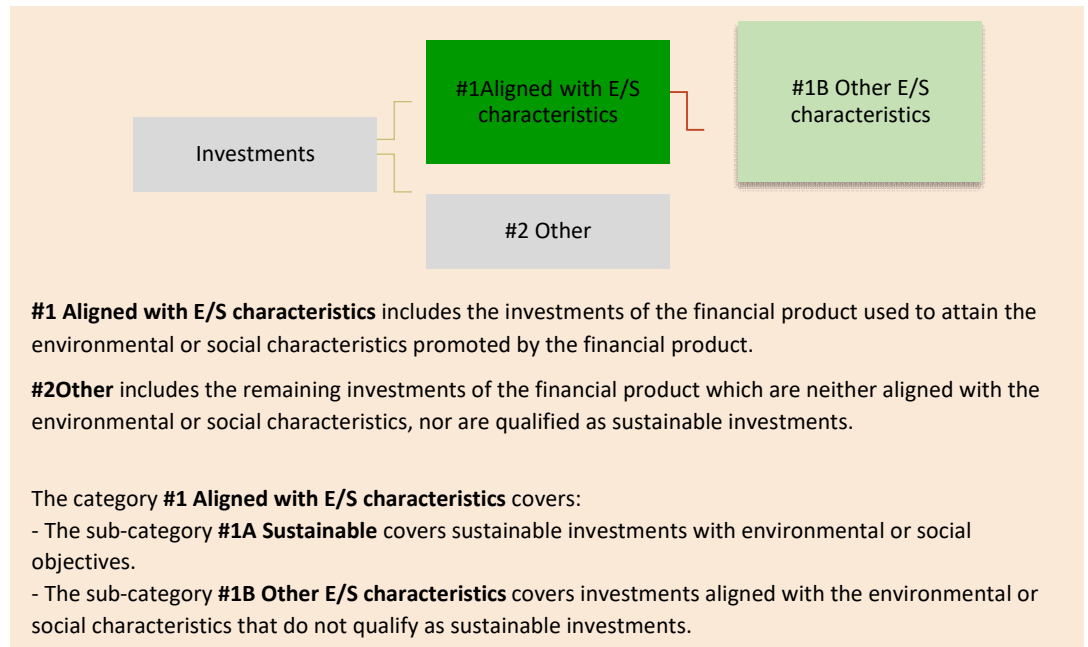 #1Aligned with E/S
characteristics
#1B Other E/S
characteristics
Investments
#2 Other
#1 Aligned with E/S characteristics includes the investments of the financial product used to attain the
environmental or social characteristics promoted by the financial product.
#2Other includes the remaining investments of the financial product which are neither aligned with the
environmental or social characteristics, nor are qualified as sustainable investments.
The category #1 Aligned with E/S characteristics covers:
- The sub-category #1A Sustainable covers sustainable investments with environmental or social
objectives.
- The sub-category #1B Other E/S characteristics covers investments aligned with the environmental or
social characteristics that do not qualify as sustainable investments.